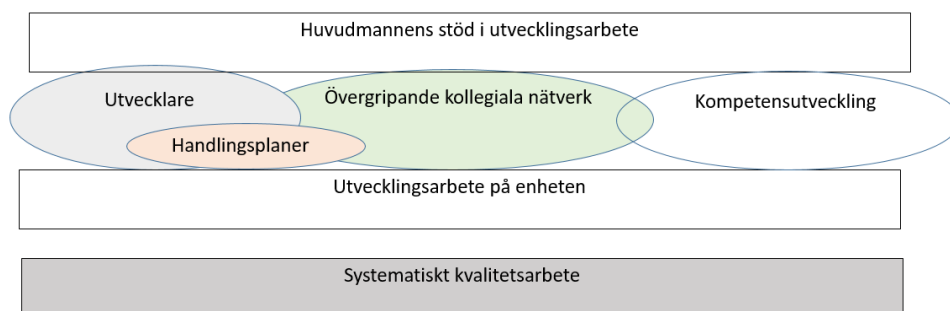 Huvudmannens stöd i utvecklingsarbete
Utvecklare
Övergripande kollegiala nätverk
Kompetensutveckling
Handlingsplaner
Utvecklingsarbete på enheten
Systematiskt kvalitetsarbete